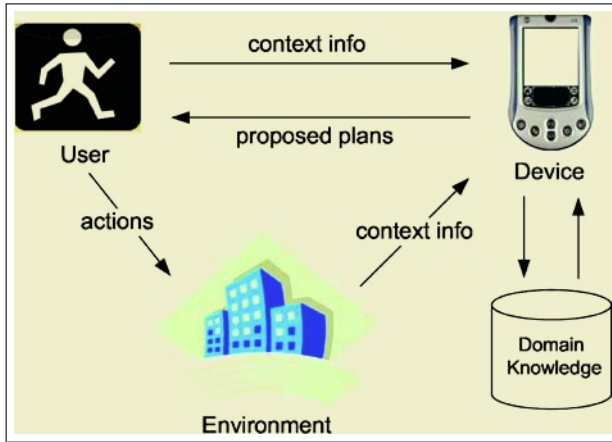 context info
proposed plans
User
Device
actions
context info
Domain
Knowledge
Environment